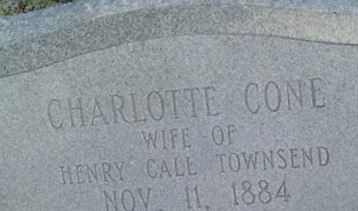 CHARLOTTE CONE
WIFE OF
HENRY CALL TOWNSEND
NOV. 11, 1884